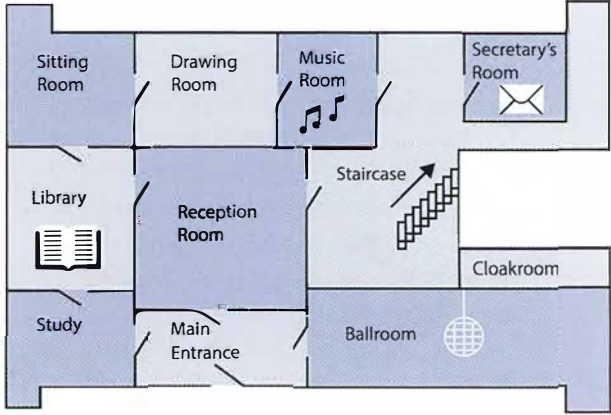 Sitting
Room
Drawing
Room
Music
Room
Secretary's
Room
Library
Reception
Room
Staircase
Cloakroom
Study
Main
Entrance
Ballroom